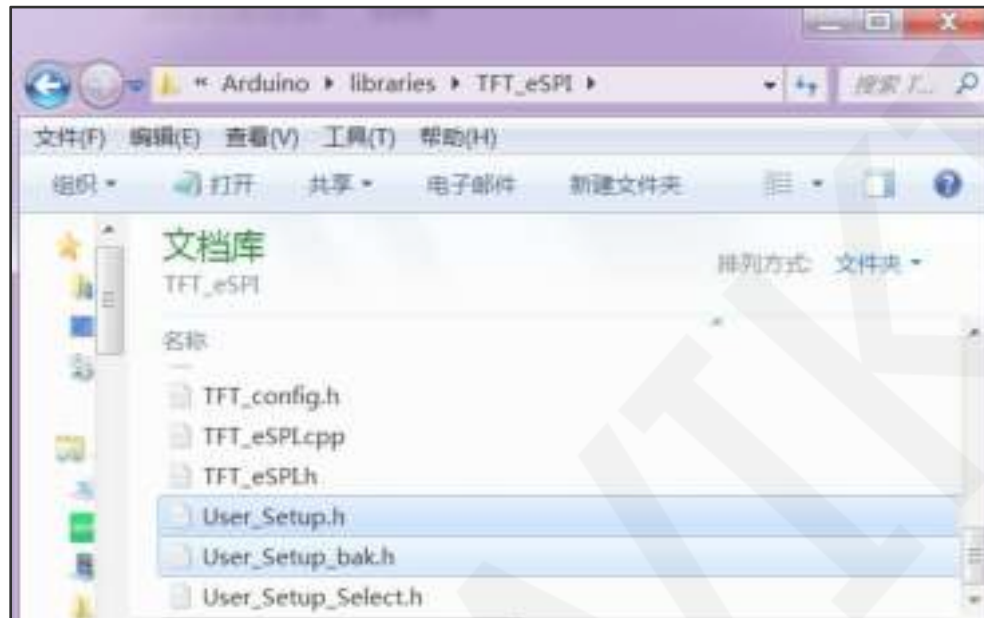 « Arduino ▸ libraries ▸ TFT_eSPI ▸ 搜索 T...
文件(F) 编辑(E) 查看(V) 工具(T) 帮助(H)
组织 打开 共享 电子邮件 新建文件夹
文档库
TFT_eSPI
排列方式: 文件夹
名称
TFT_config.h
TFT_eSPI.cpp
TFT_eSPI.h
User_Setup.h
User_Setup_bak.h
User_Setup_Select.h